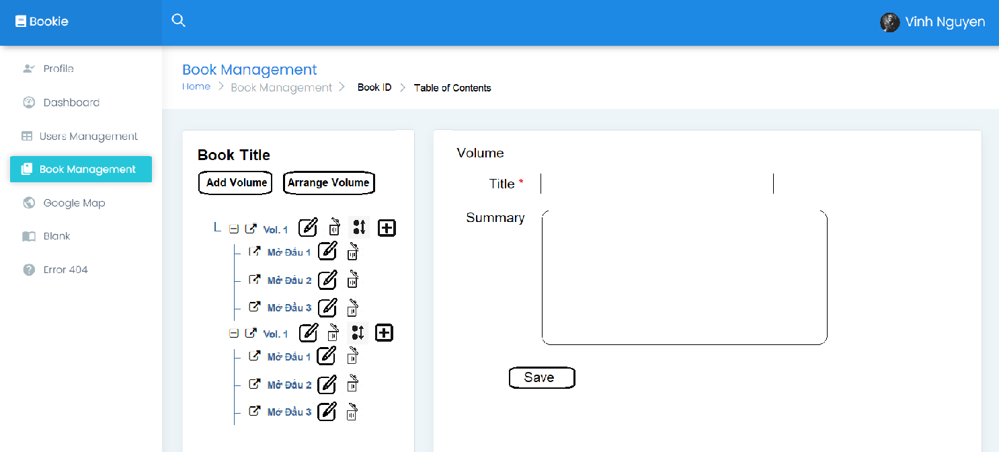 Bookie
Vinh Nguyen
Profile
Dashboard
Users Management
Book Management
Google Map
Blank
Error 404
Book Management
Home > Book Management > Book ID > Table of Contents
Book Title
Add Volume Arrange Volume
Vol. 1
Mở Đầu 1
Mở Đầu 2
Mớ Đầu 3
Vol. 1
Mở Đầu 1
Mở Đầu 2
Mớ Đầu 3
Volume
Title *
Summary
Save